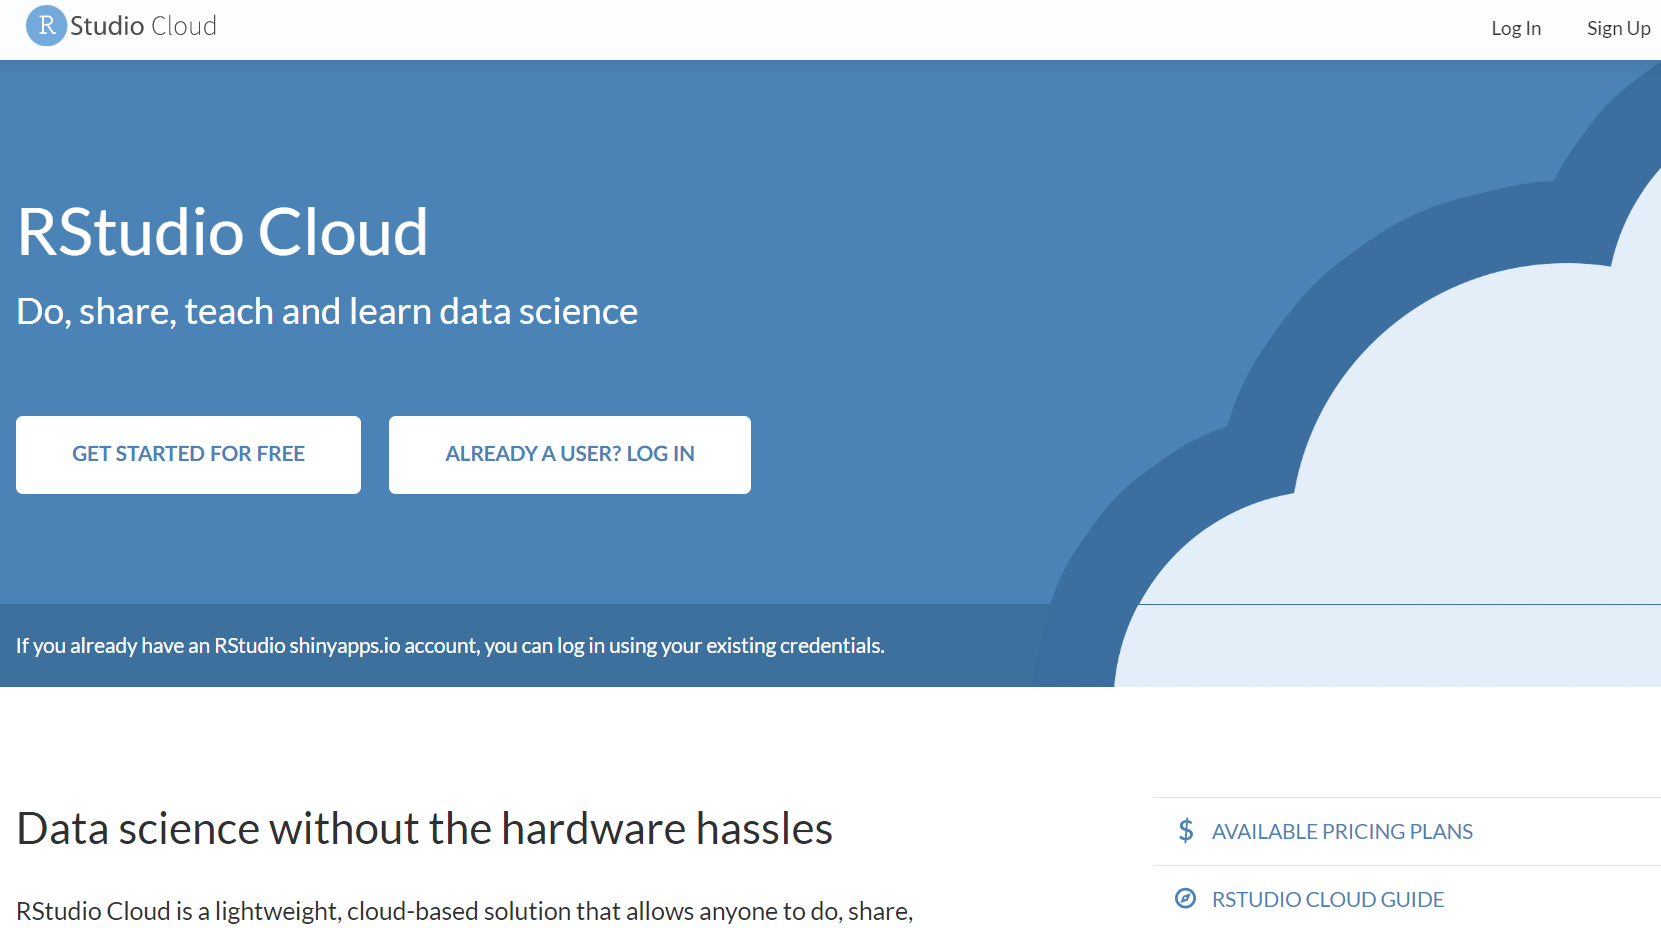 R Studio Cloud
Log In
Sign Up
RStudio Cloud
Do, share, teach and learn data science
GET STARTED FOR FREE
ALREADY A USER? LOG IN
If you already have an RStudio shinyapps.io account, you can log in using your existing credentials.
Data science without the hardware hassles
RStudio Cloud is a lightweight, cloud-based solution that allows anyone to do, share,
$ AVAILABLE PRICING PLANS
RSTUDIO CLOUD GUIDE